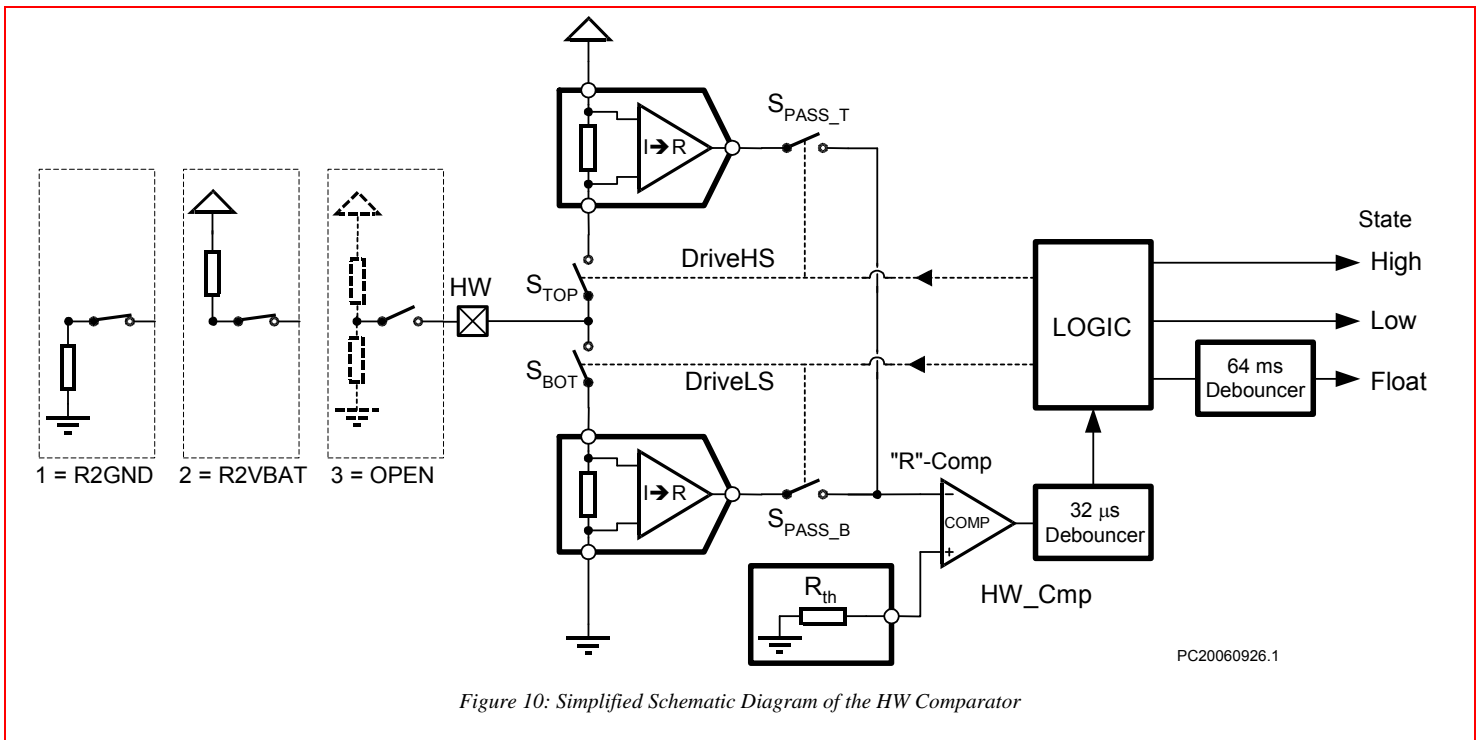 S_PASS_T
I➔R
State
DriveHS
High
HW
S_TOP
LOGIC
Low
S_BOT
DriveLS
64 ms
Debouncer
Float
1 = R2GND
2 = R2VBAT
3 = OPEN
"R"-Comp
I➔R
−
COMP
+
32 μs
Debouncer
S_PASS_B
R_th
HW_Cmp
PC20060926.1
Figure 10: Simplified Schematic Diagram of the HW Comparator